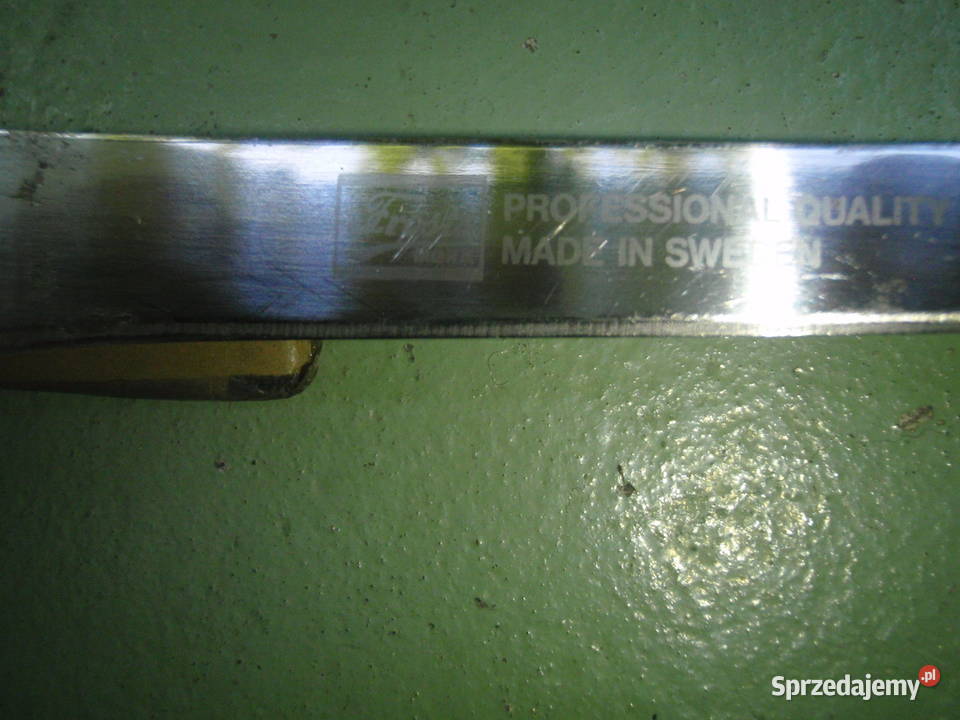 PROFESSIONAL QUALITY
MADE IN SWEDEN
Sprzedajemy.pl